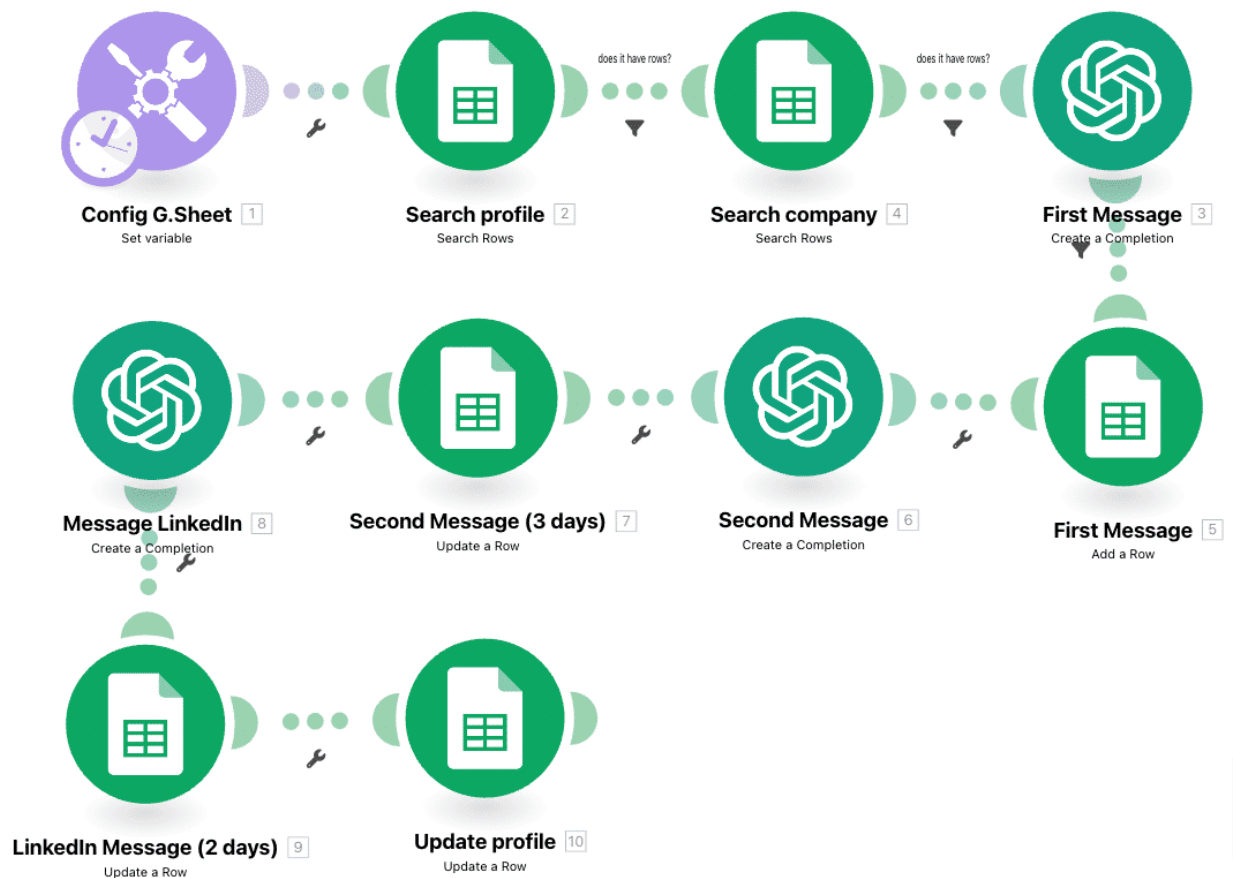 does it have rows?
does it have rows?
Config G.Sheet 1
Set variable
Search profile 2
Search Rows
Search company 4
Search Rows
First Message 3
Create a Completion
Message LinkedIn 8
Create a Completion
Second Message (3 days) 7
Update a Row
Second Message 6
Create a Completion
First Message 5
Add a Row
LinkedIn Message (2 days) 9
Update a Row
Update profile 10
Update a Row